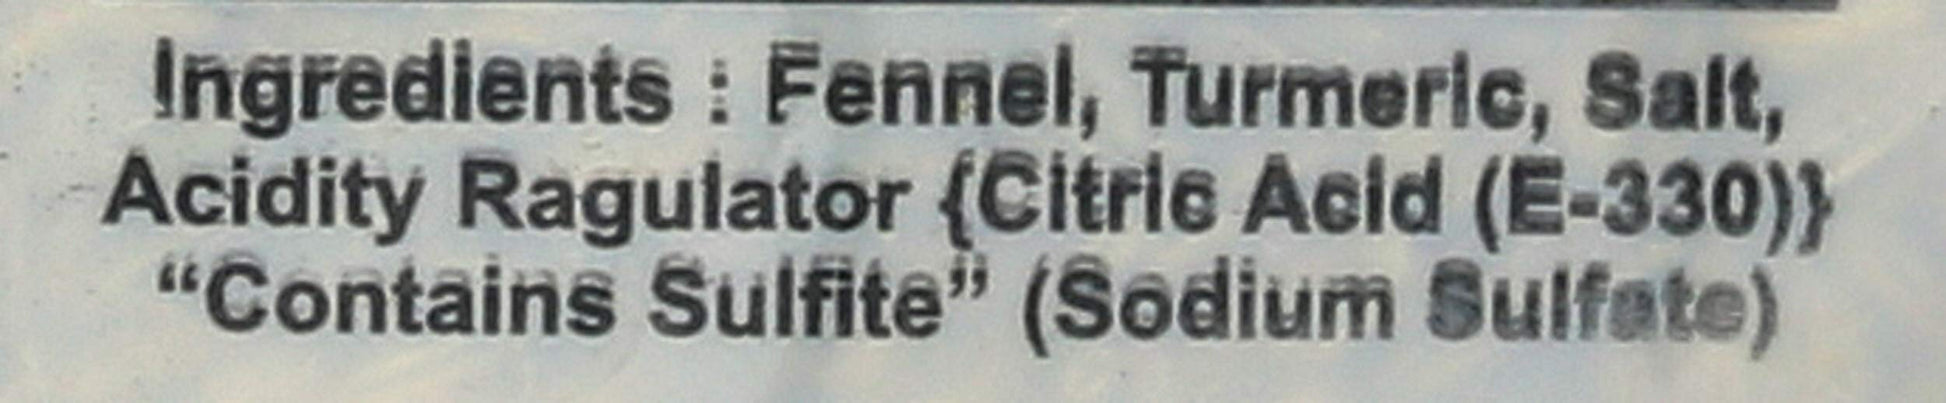 Ingredients : Fennel, Turmeric, Salt,
Acidity Ragulator {Citric Acid (E-330)}
“Contains Sulfite” (Sodium Sulfate)